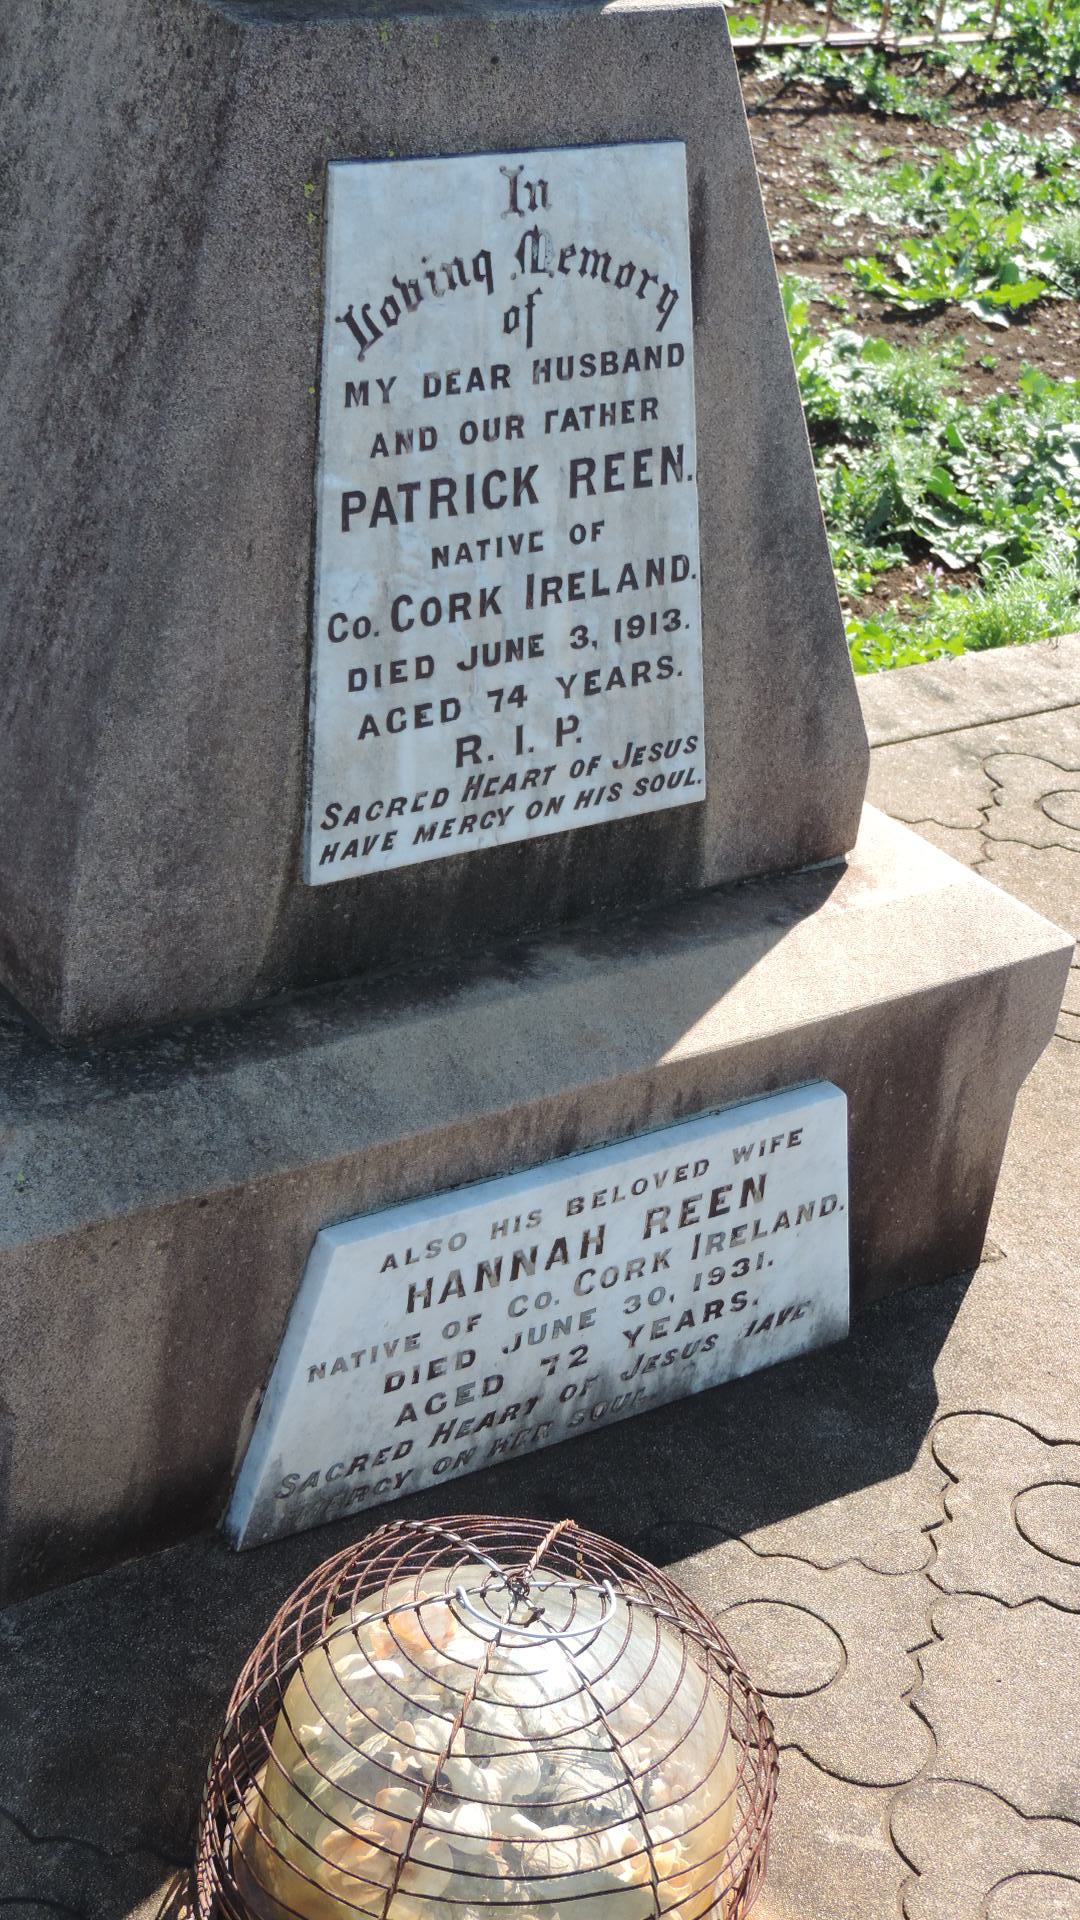 In
Loving Memory
of
MY DEAR HUSBAND
AND OUR FATHER
PATRICK REEN.
NATIVE OF
CO. CORK IRELAND.
DIED JUNE 3, 1913.
AGED 74 YEARS.
R. I. P.
SACRED HEART OF JESUS
HAVE MERCY ON HIS SOUL.
ALSO HIS BELOVED WIFE
HANNAH REEN
NATIVE OF CO. CORK IRELAND.
DIED JUNE 30, 1931.
AGED 72 YEARS.
SACRED HEART OF JESUS HAVE
MERCY ON HER SOUL.